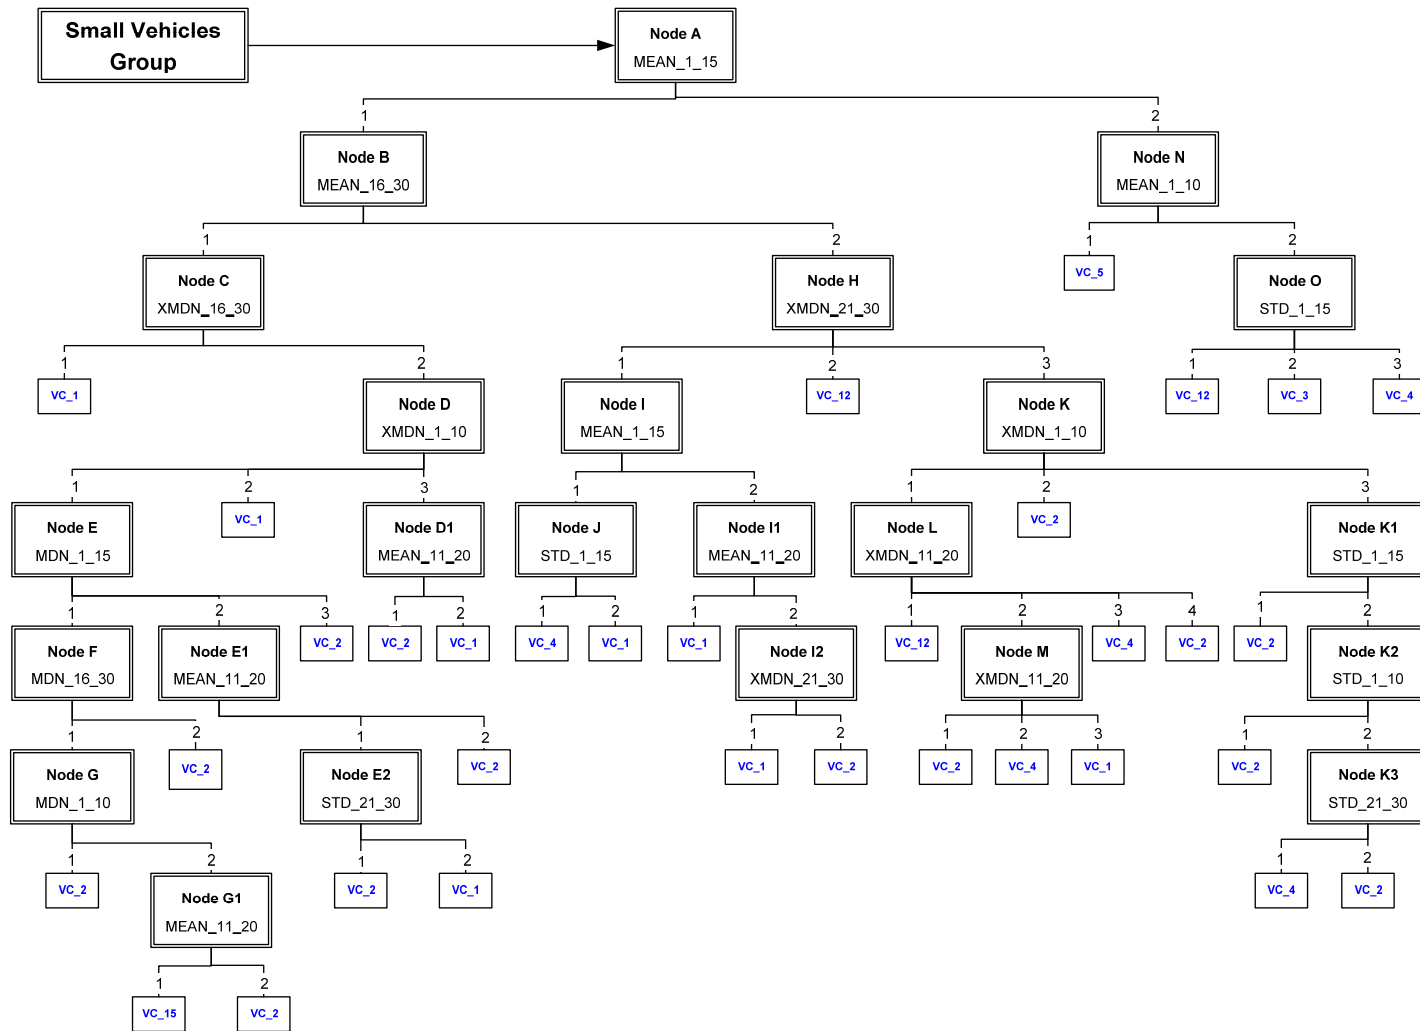 Small Vehicles
Group
Node A
MEAN_1_15
1
2
Node B
MEAN_16_30
Node N
MEAN_1_10
1
2
1
2
Node C
XMDN_16_30
Node H
XMDN_21_30
VC_5
Node O
STD_1_15
1
2
1
2
3
1
2
3
VC_1
Node D
XMDN_1_10
Node I
MEAN_1_15
VC_12
Node K
XMDN_1_10
VC_12
VC_3
VC_4
1
2
3
1
2
1
2
3
Node E
MDN_1_15
VC_1
Node D1
MEAN_11_20
Node J
STD_1_15
Node I1
MEAN_11_20
Node L
XMDN_11_20
VC_2
Node K1
STD_1_15
1
2
3
1
2
1
2
1
2
1
2
3
4
1
2
Node F
MDN_16_30
Node E1
MEAN_11_20
VC_2
VC_2
VC_1
VC_4
VC_1
VC_1
Node I2
XMDN_21_30
VC_12
Node M
XMDN_11_20
VC_4
VC_2
VC_2
Node K2
STD_1_10
1
2
1
2
1
2
1
2
3
1
2
Node G
MDN_1_10
VC_2
Node E2
STD_21_30
VC_2
VC_1
VC_2
VC_2
VC_4
VC_1
VC_2
Node K3
STD_21_30
1
2
1
2
1
2
VC_2
Node G1
MEAN_11_20
VC_2
VC_1
VC_4
VC_2
1
2
VC_15
VC_2